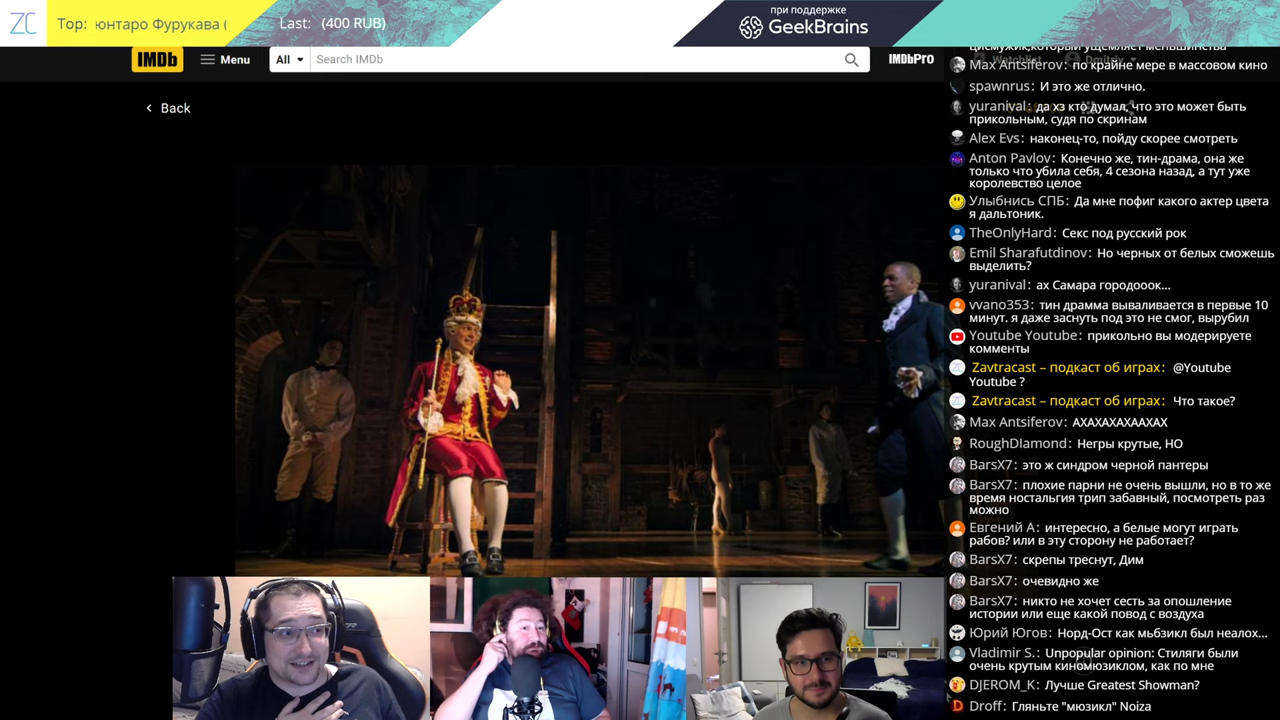 ZC
Top: юнтаро Фурукава (
Last: (400 RUB)
при поддержке
GeekBrains
IMDb
Menu
All
Search IMDb
IMDbPro
Back
Max Antsiferov: по крайне мере в массовом кино
spawnrus: И это же отлично.
yuranival: да хз кто думал, что это может быть
прикольным, судя по скринам
Alex Evs: наконец-то, пойду скорее смотреть
Anton Pavlov: Конечно же, тин-драма, она же
только что убила себя, 4 сезона назад, а тут уже
королевство целое
Улыбнись СПБ: Да мне пофиг какого актер цвета
я дальтоник.
TheOnlyHard: Секс под русский рок
Emil Sharafutdinov: Но черных от белых сможешь
выделить?
yuranival: ах Самара городооок...
vvano353: тин драмма вываливается в первые 10
минут. я даже заснуть под это не смог, вырубил
Youtube Youtube: прикольно вы модерируете
комменты
Zavtracast – подкаст об играх: @Youtube
Youtube ?
Zavtracast – подкаст об играх: Что такое?
Max Antsiferov: АХАХАХАХААХАХ
RoughDIamond: Негры крутые, НО
BarsX7: это ж синдром черной пантеры
BarsX7: плохие парни не очень вышли, но в то же
время ностальгия трип забавный, посмотреть раз
можно
Евгений А: интересно, а белые могут играть
рабов? или в эту сторону не работает?
BarsX7: скрепы треснут, Дим
BarsX7: очевидно же
BarsX7: никто не хочет сесть за опошление
истории или еще какой повод с воздуха
Юрий Югов: Норд-Ост как мьбзикл был неалох...
Vladimir S.: Unpopular opinion: Стиляги были
очень крутым киномюзиклом, как по мне
DJEROM_K: Лучше Greatest Showman?
Droff: Гляньте "мюзикл" Noiza